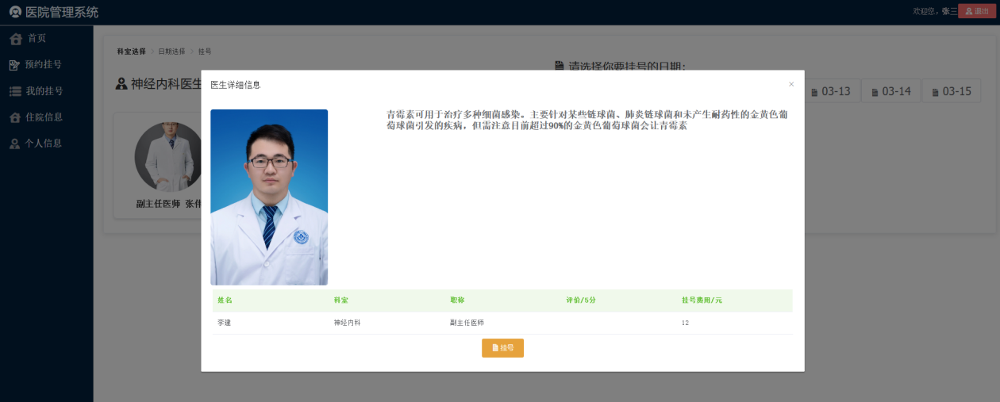 医院管理系统
欢迎您，张三
退出
首页
预约挂号
我的挂号
住院信息
个人信息
科室选择 > 日期选择 > 挂号
请选择你要挂号的日期：
神经内科医生
03-13
03-14
03-15
副主任医师 张伟
医生详细信息
×
青霉素可用于治疗多种细菌感染。主要针对某些链球菌、肺炎链球菌和未产生耐药性的金黄色葡
萄球菌引发的疾病，但需注意目前超过90%的金黄色葡萄球菌会让青霉素
姓名 科室 职称 评价/5分 挂号费用/元
李建 神经内科 副主任医师 12
挂号